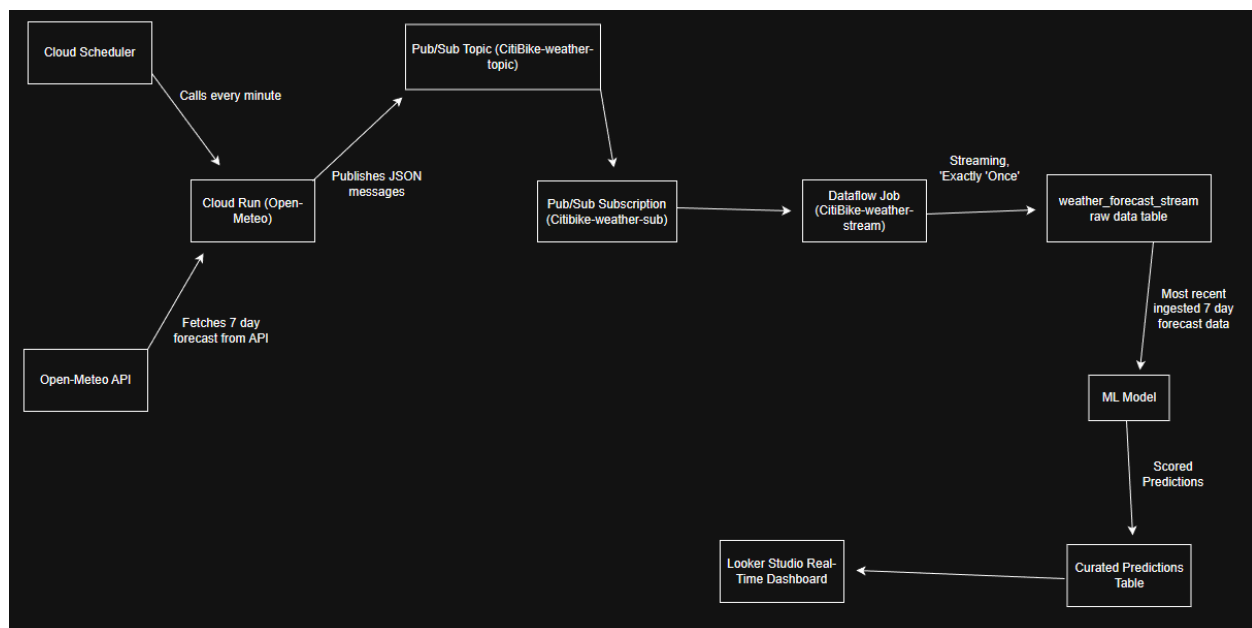 Cloud Scheduler
Calls every minute
Pub/Sub Topic (CitiBike-weather-
topic)
Publishes JSON
messages
Cloud Run (Open-
Meteo)
Fetches 7 day
forecast from API
Open-Meteo API
Pub/Sub Subscription
(Citibike-weather-sub)
Dataflow Job
(CitiBike-weather-
stream)
Streaming,
'Exactly 'Once'
weather_forecast_stream
raw data table
Most recent
ingested 7 day
forecast data
ML Model
Scored
Predictions
Curated Predictions
Table
Looker Studio Real-
Time Dashboard